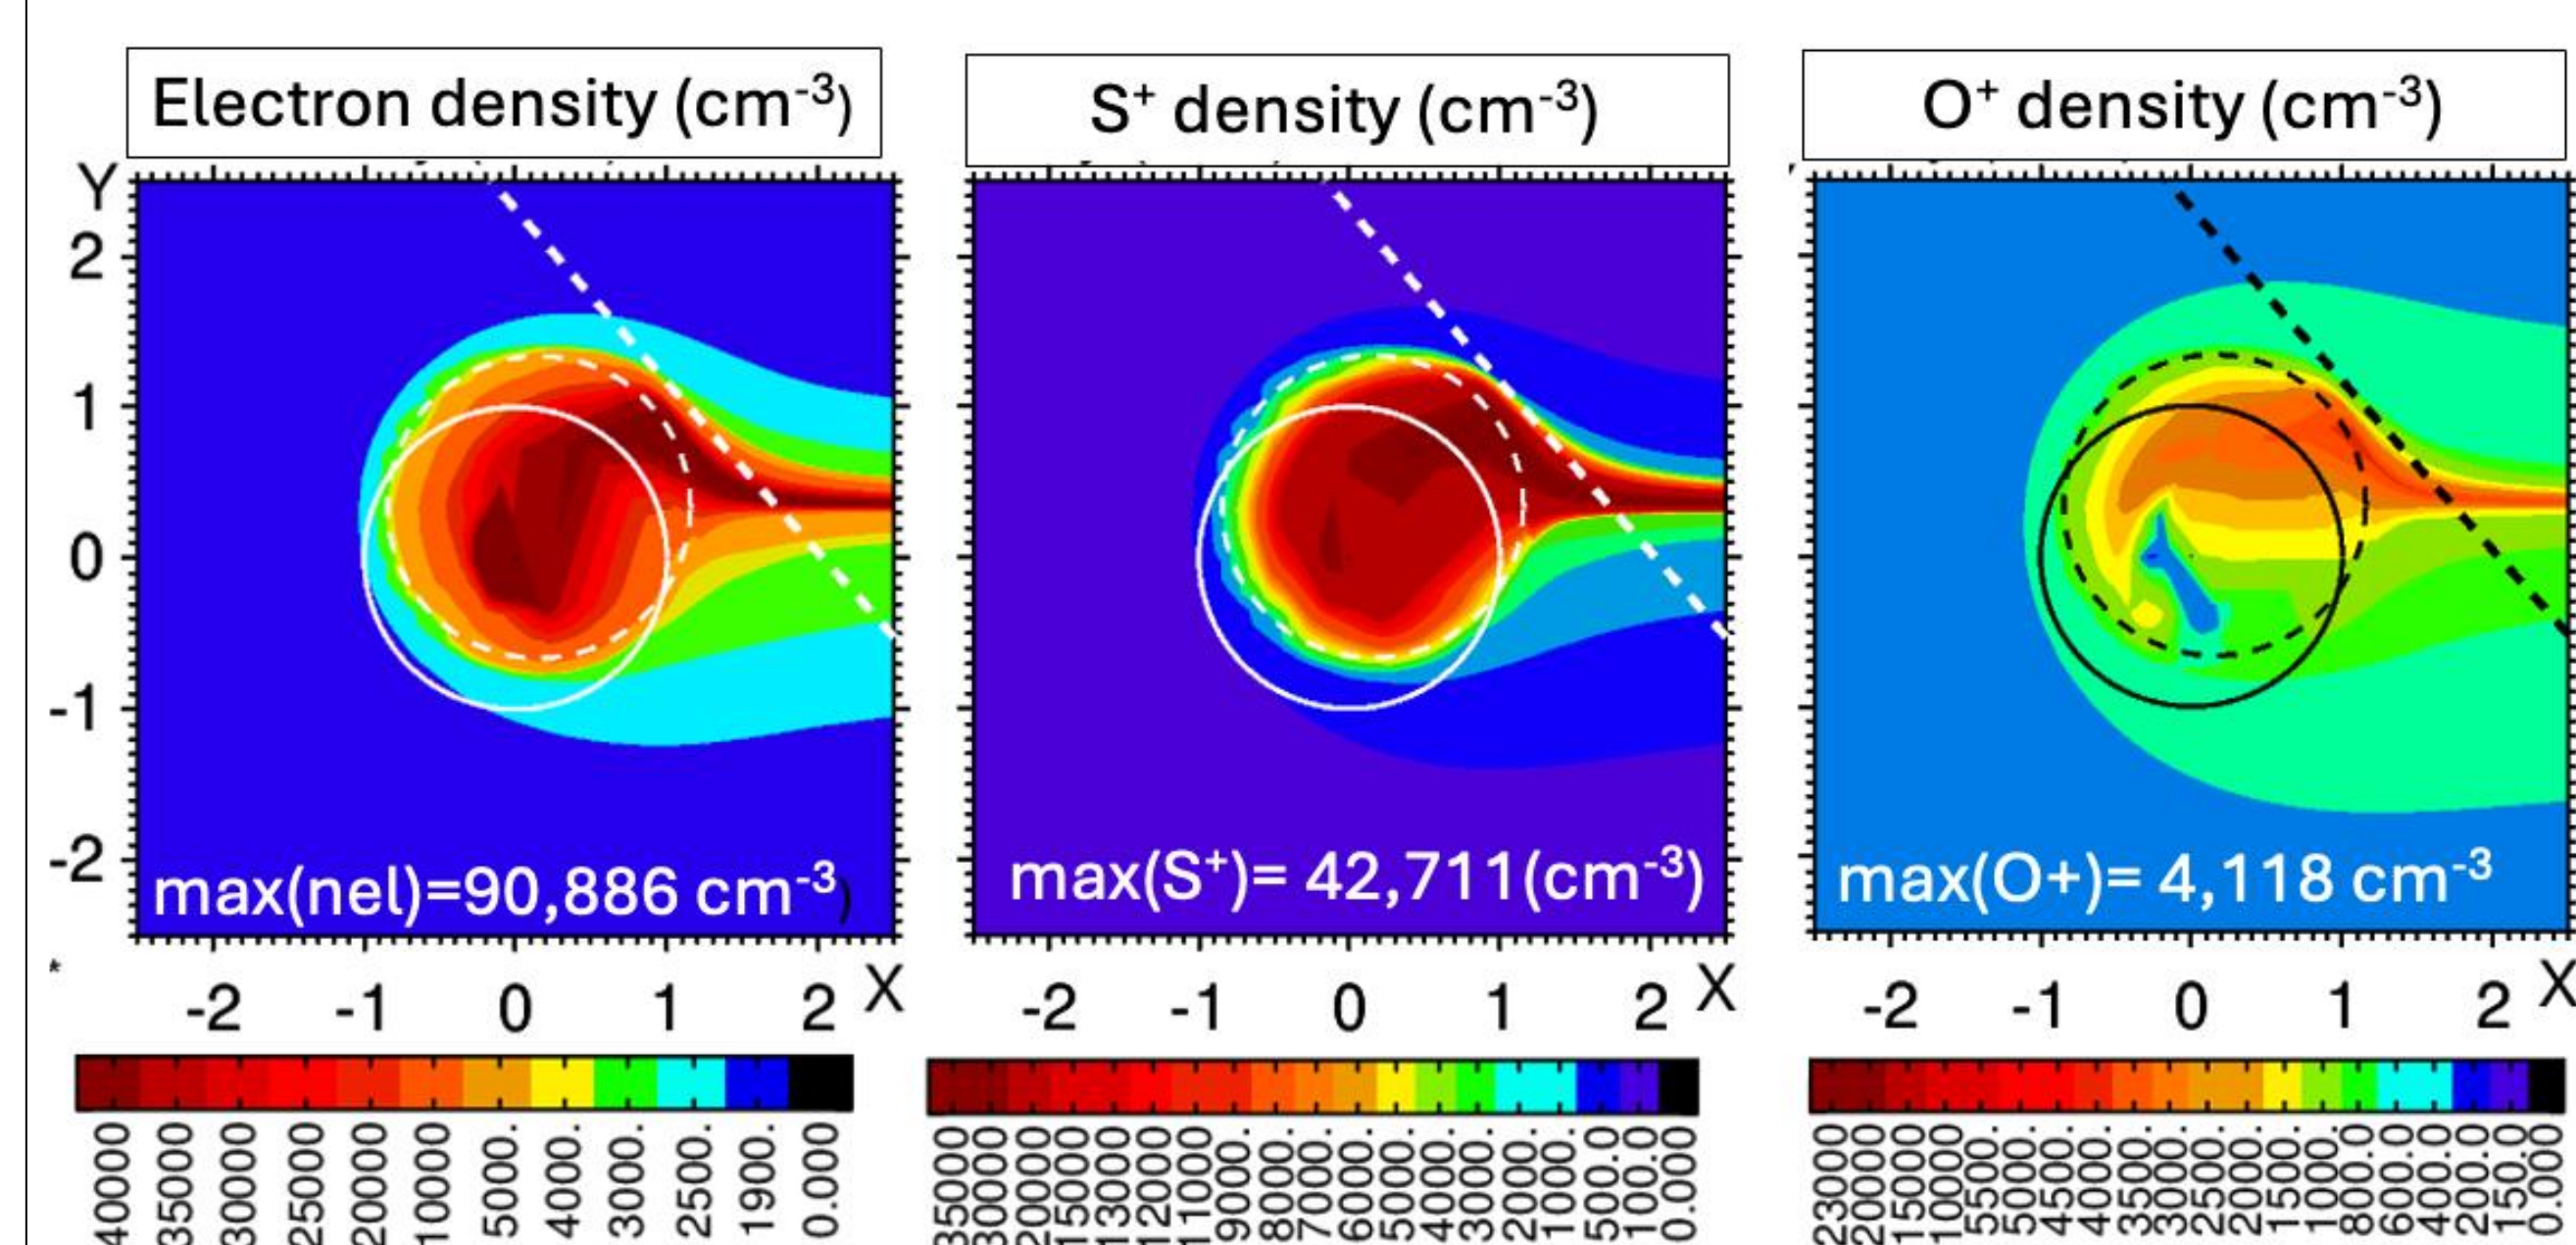 Electron density (cm-3)
S+ density (cm-3)
O+ density (cm-3)
Y
2
1
0
-1
-2
max(nel)=90,886 cm-3)
max(S+)= 42,711(cm-3)
max(O+)= 4,118 cm-3
-2 -1 0 1 2 X
-2 -1 0 1 2 X
-2 -1 0 1 2 X
40000 35000 30000 25000 20000 10000. 5000. 4000. 3000. 2500. 1900. 0.000
35000 30000 20000 15000 13000 12000 11000 9000. 8000. 7000. 6000. 5000. 4000. 3000. 2000. 1000. 500.0 100.0 0.000
23000 20000 15000 10000 5500. 5000. 4500. 4000. 3500. 3000. 2500. 2000. 1500. 1000. 800.0 600.0 400.0 200.0 150.0 0.000